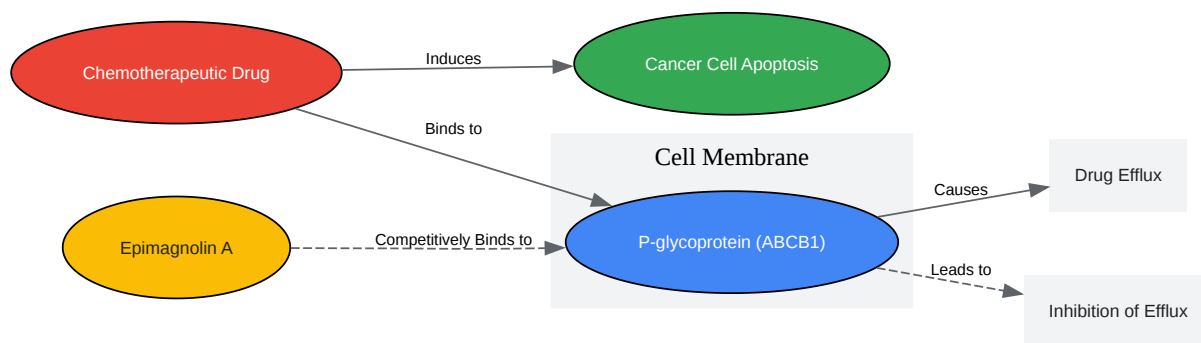 Chemotherapeutic Drug
Induces
Cancer Cell Apoptosis
Binds to
Cell Membrane
Epimagnolin A
Competitively Binds to
P-glycoprotein (ABCB1)
Causes
Drug Efflux
Leads to
Inhibition of Efflux